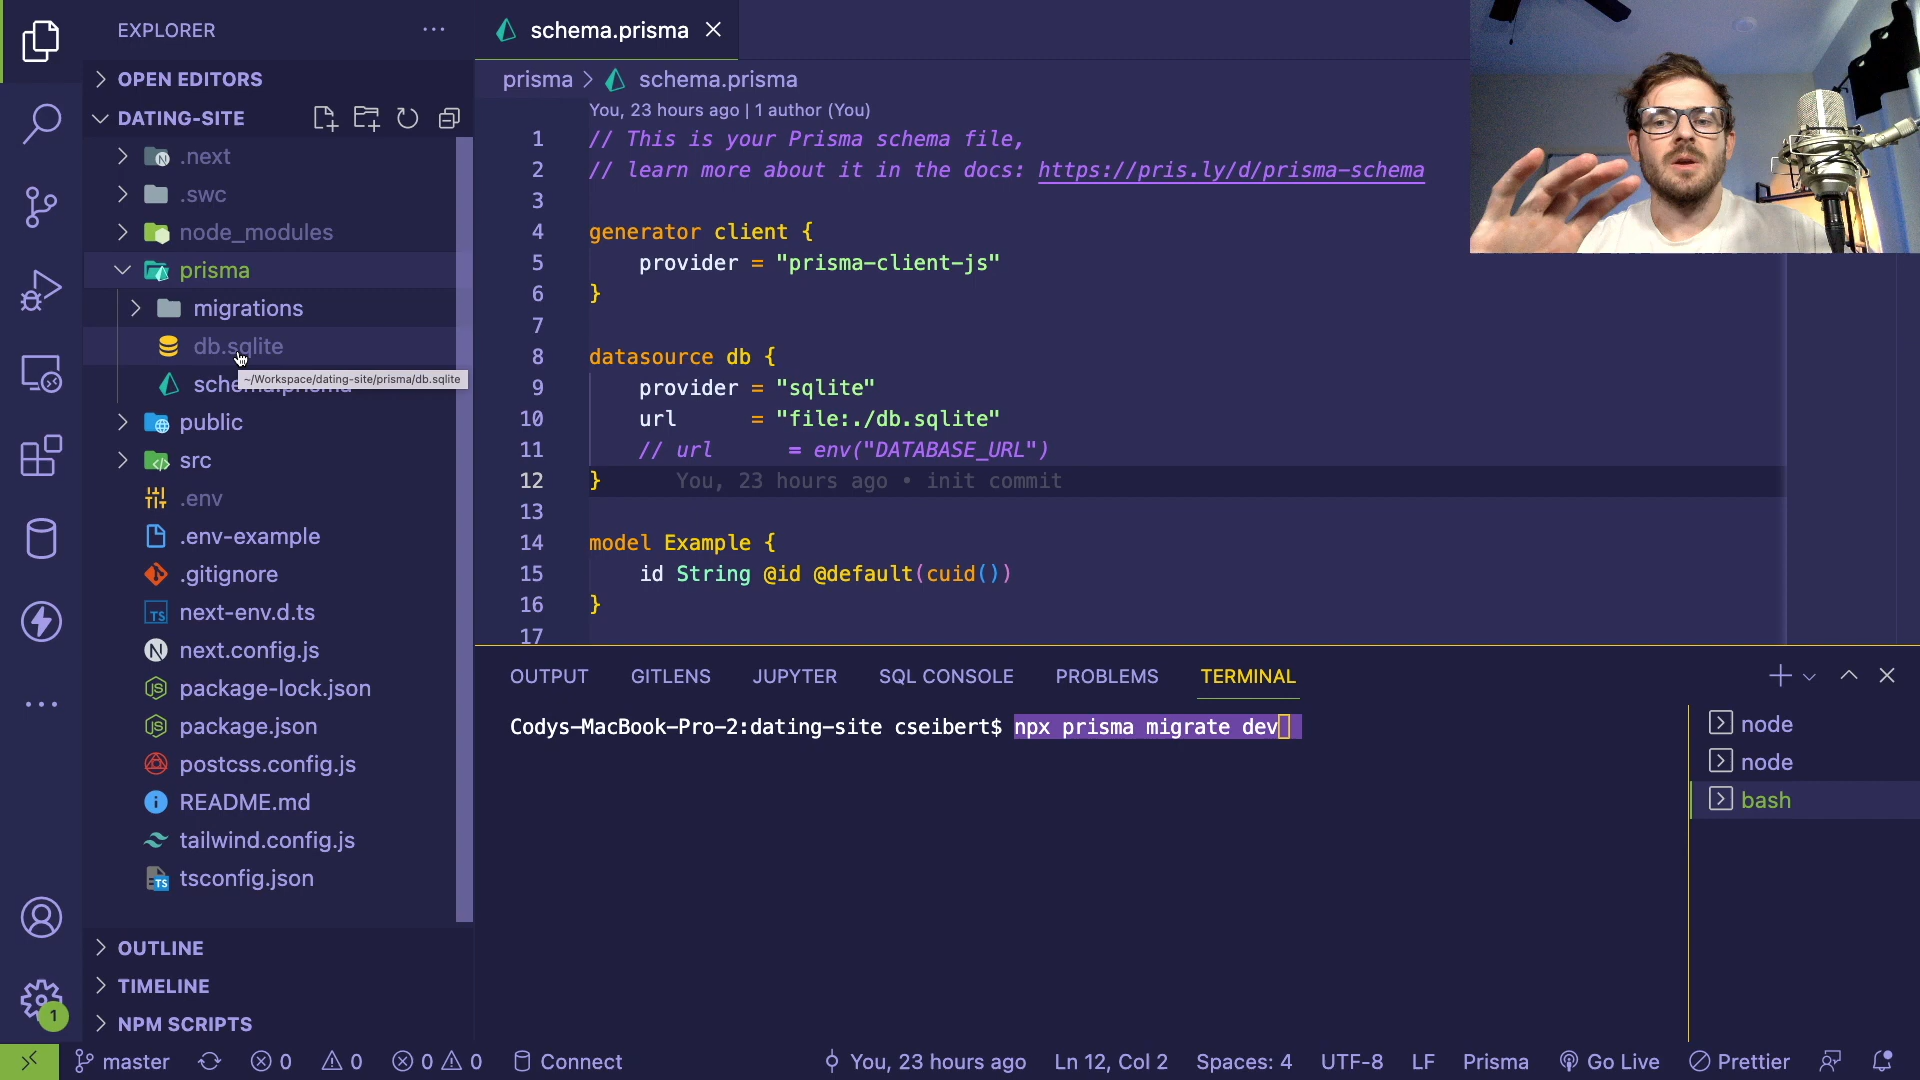 EXPLORER
OPEN EDITORS
DATING-SITE
.next
.swc
node_modules
prisma
migrations
db.sqlite
~/Workspace/dating-site/prisma/db.sqlite
public
src
.env
.env-example
.gitignore
next-env.d.ts
next.config.js
package-lock.json
package.json
postcss.config.js
README.md
tailwind.config.js
tsconfig.json
OUTLINE
TIMELINE
NPM SCRIPTS
1
schema.prisma
prisma > schema.prisma
You, 23 hours ago | 1 author (You)
1 // This is your Prisma schema file,
2 // learn more about it in the docs: https://pris.ly/d/prisma-schema
3
4 generator client {
5 provider = "prisma-client-js"
6 }
7
8 datasource db {
9 provider = "sqlite"
10 url = "file:./db.sqlite"
11 // url = env("DATABASE_URL")
12 } You, 23 hours ago • init commit
13
14 model Example {
15 id String @id @default(cuid())
16 }
17
OUTPUT GITLENS JUPYTER SQL CONSOLE PROBLEMS TERMINAL
Codys-MacBook-Pro-2:dating-site cseibert$ npx prisma migrate dev
node
node
bash
master 0 0 0 0 Connect You, 23 hours ago Ln 12, Col 2 Spaces: 4 UTF-8 LF Prisma Go Live Prettier